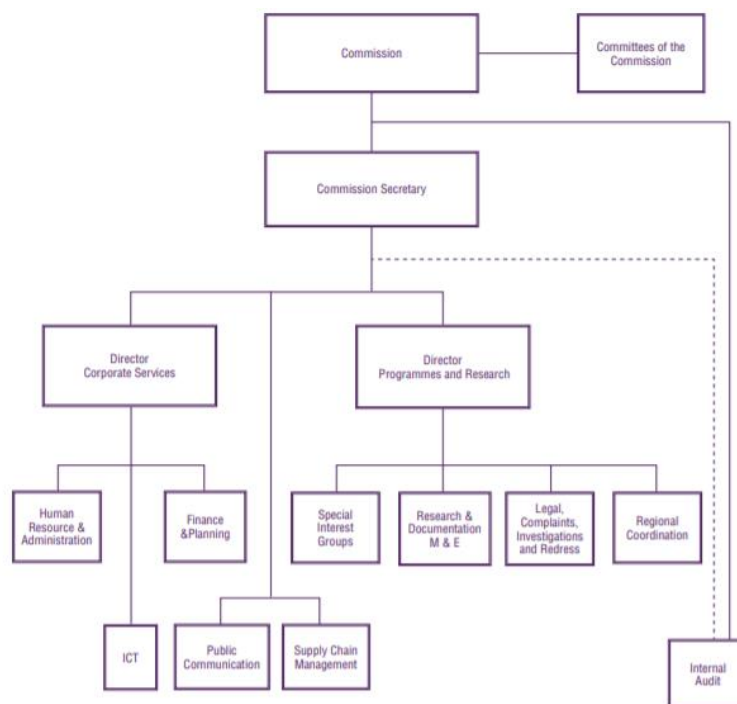 Commission
Committees of the
Commission
Commission Secretary
Director
Corporate Services
Director
Programmes and Research
Human
Resource &
Administration
Finance
&Planning
Special
Interest
Groups
Research &
Documentation
M & E
Legal,
Complaints,
Investigations
and Redress
Regional
Coordination
ICT
Public
Communication
Supply Chain
Management
Internal
Audit